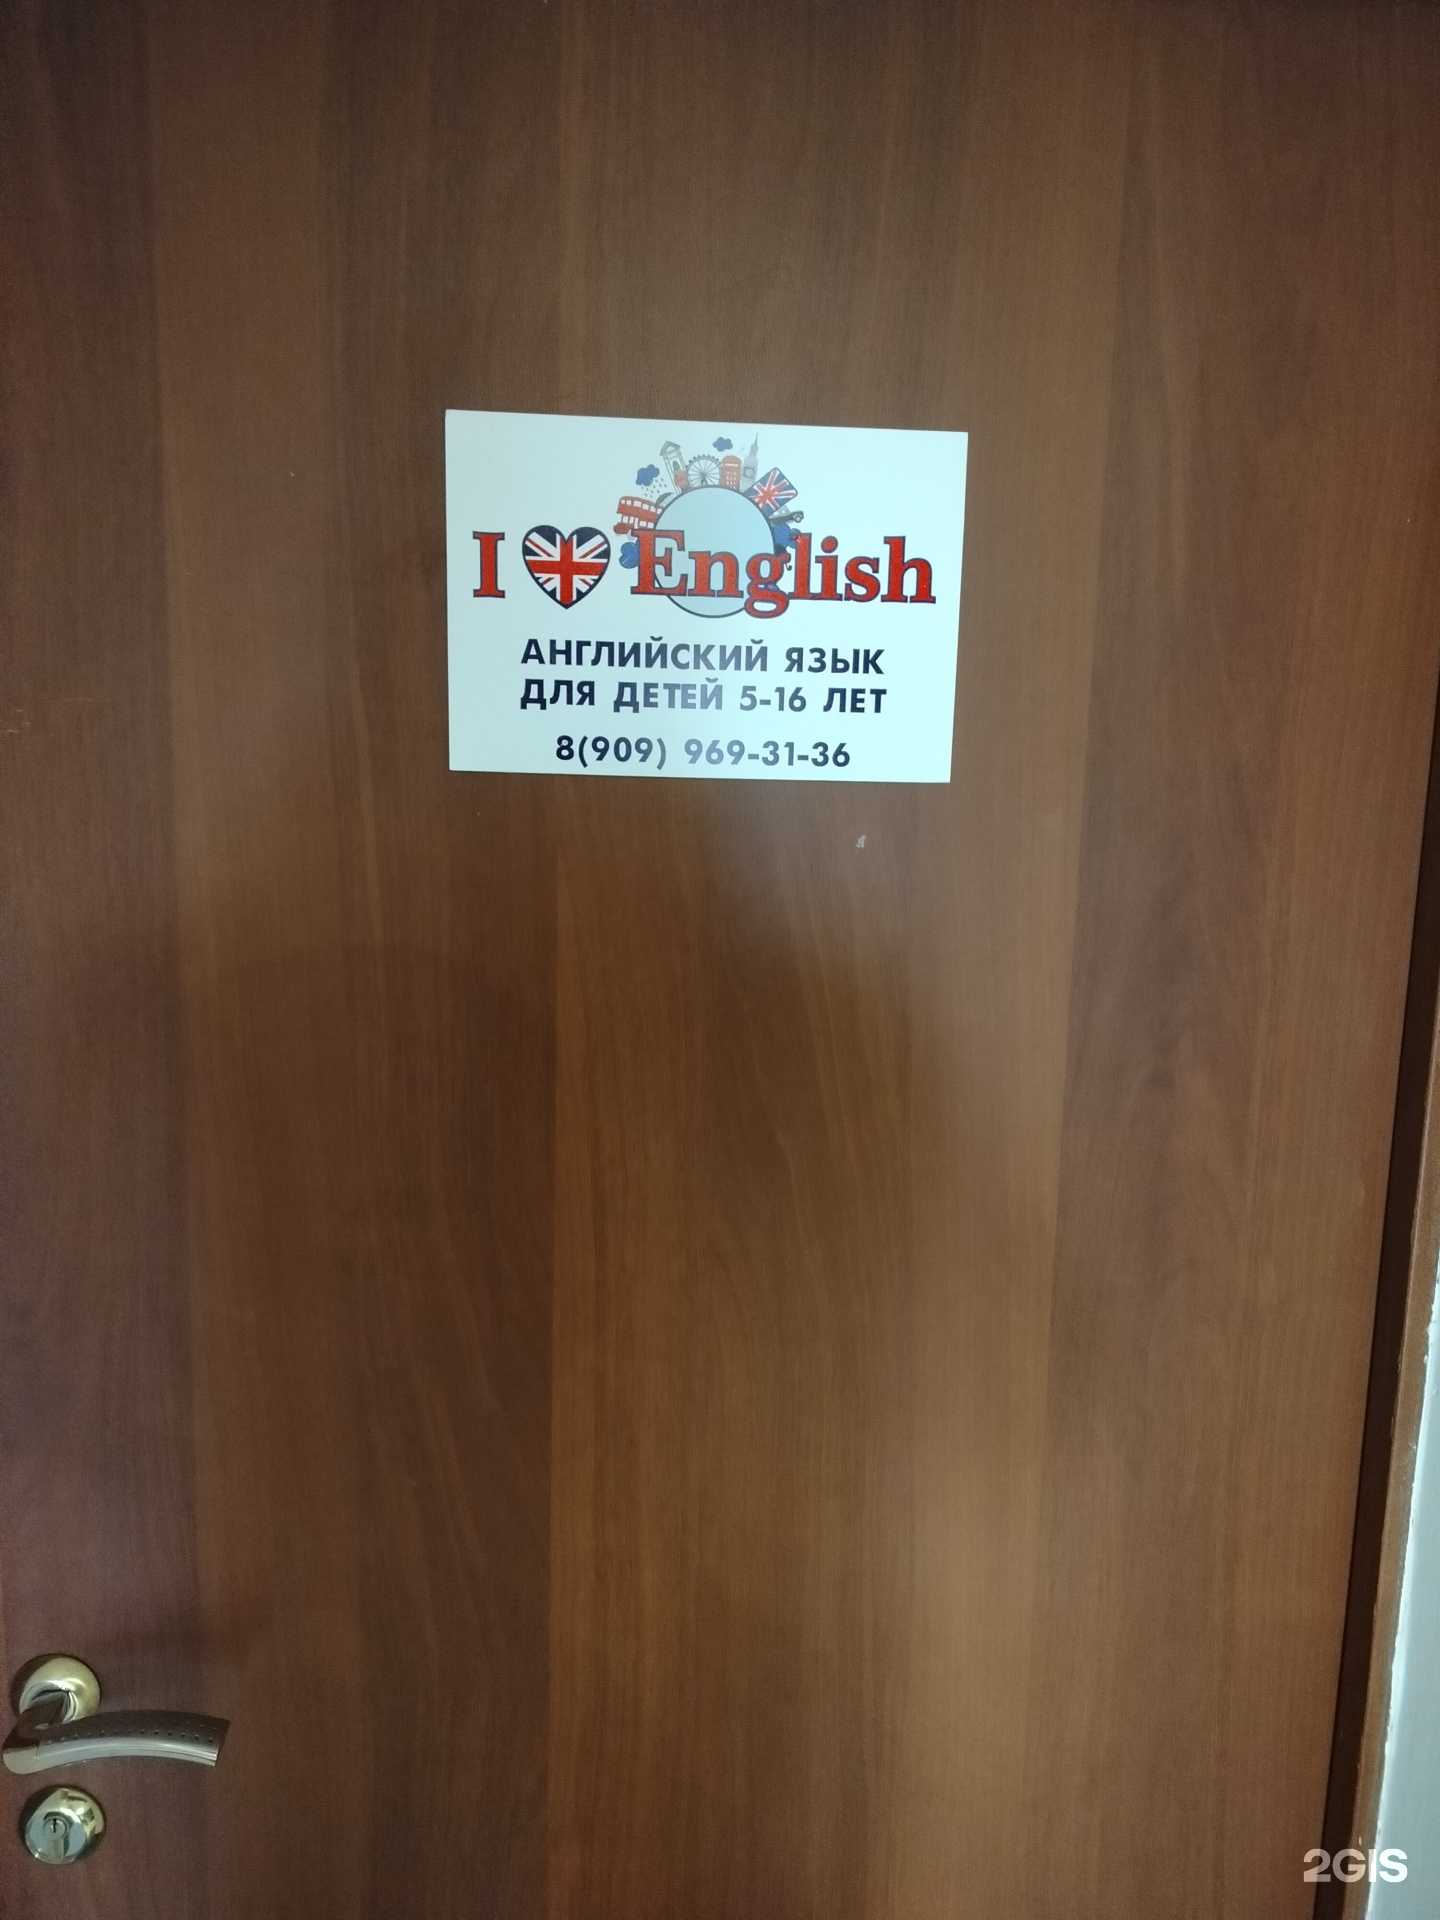 I English
АНГЛИЙСКИЙ ЯЗЫК
ДЛЯ ДЕТЕЙ 5-16 ЛЕТ
8(909) 969-31-36
2GIS